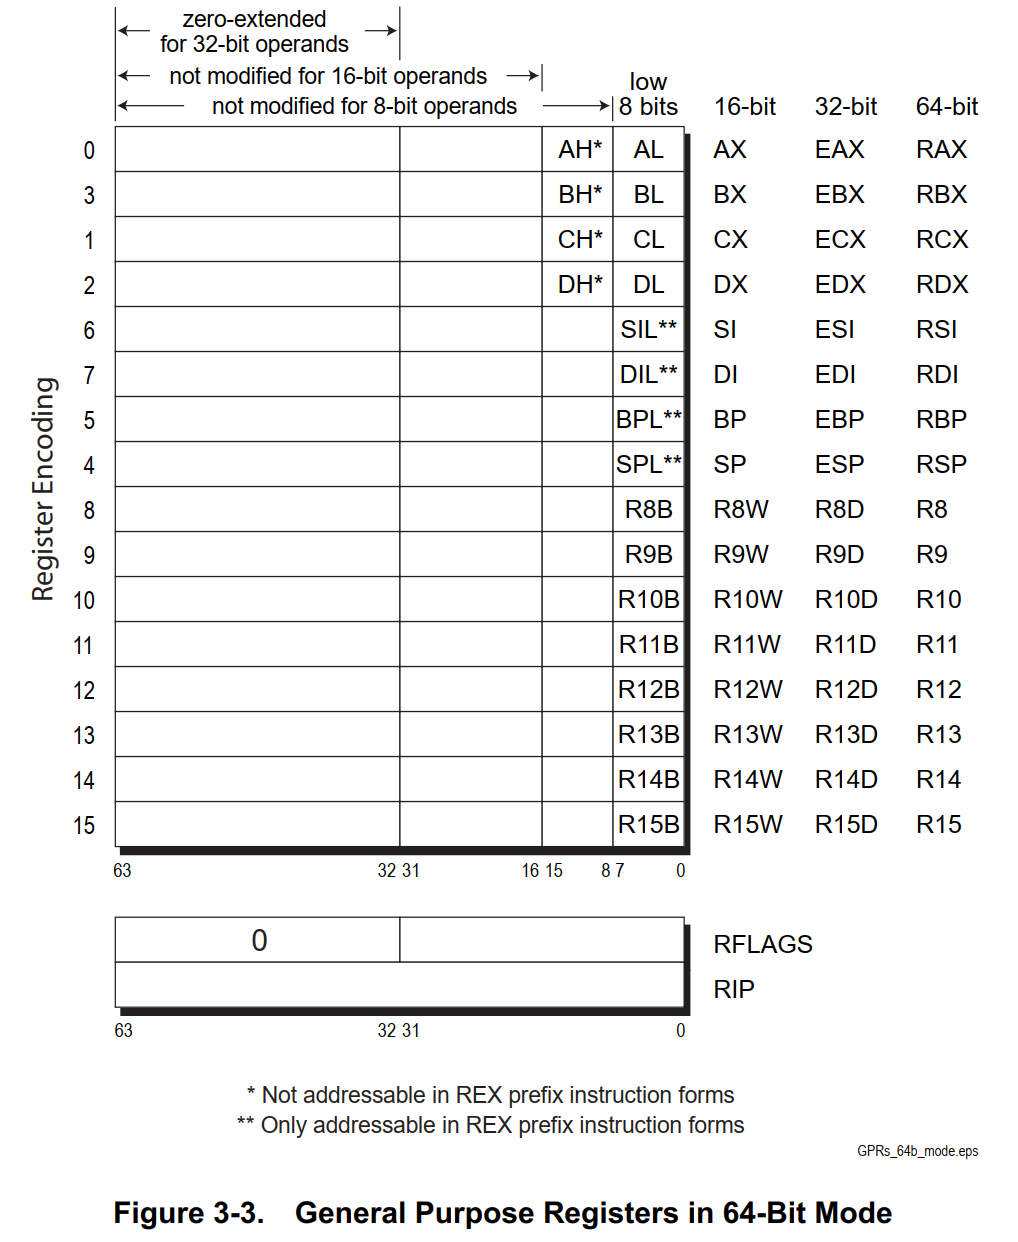 zero-extended
for 32-bit operands
not modified for 16-bit operands
low
not modified for 8-bit operands 8 bits 16-bit 32-bit 64-bit
0 AH* AL AX EAX RAX
3 BH* BL BX EBX RBX
1 CH* CL CX ECX RCX
2 DH* DL DX EDX RDX
6 SIL** SI ESI RSI
7 DIL** DI EDI RDI
5 BPL** BP EBP RBP
4 SPL** SP ESP RSP
8 R8B R8W R8D R8
9 R9B R9W R9D R9
10 R10B R10W R10D R10
11 R11B R11W R11D R11
12 R12B R12W R12D R12
13 R13B R13W R13D R13
14 R14B R14W R14D R14
15 R15B R15W R15D R15
Register Encoding
63 32 31 16 15 8 7 0
0 RFLAGS
RIP
63 32 31 0
* Not addressable in REX prefix instruction forms
** Only addressable in REX prefix instruction forms
GPRs_64b_mode.eps
Figure 3-3. General Purpose Registers in 64-Bit Mode